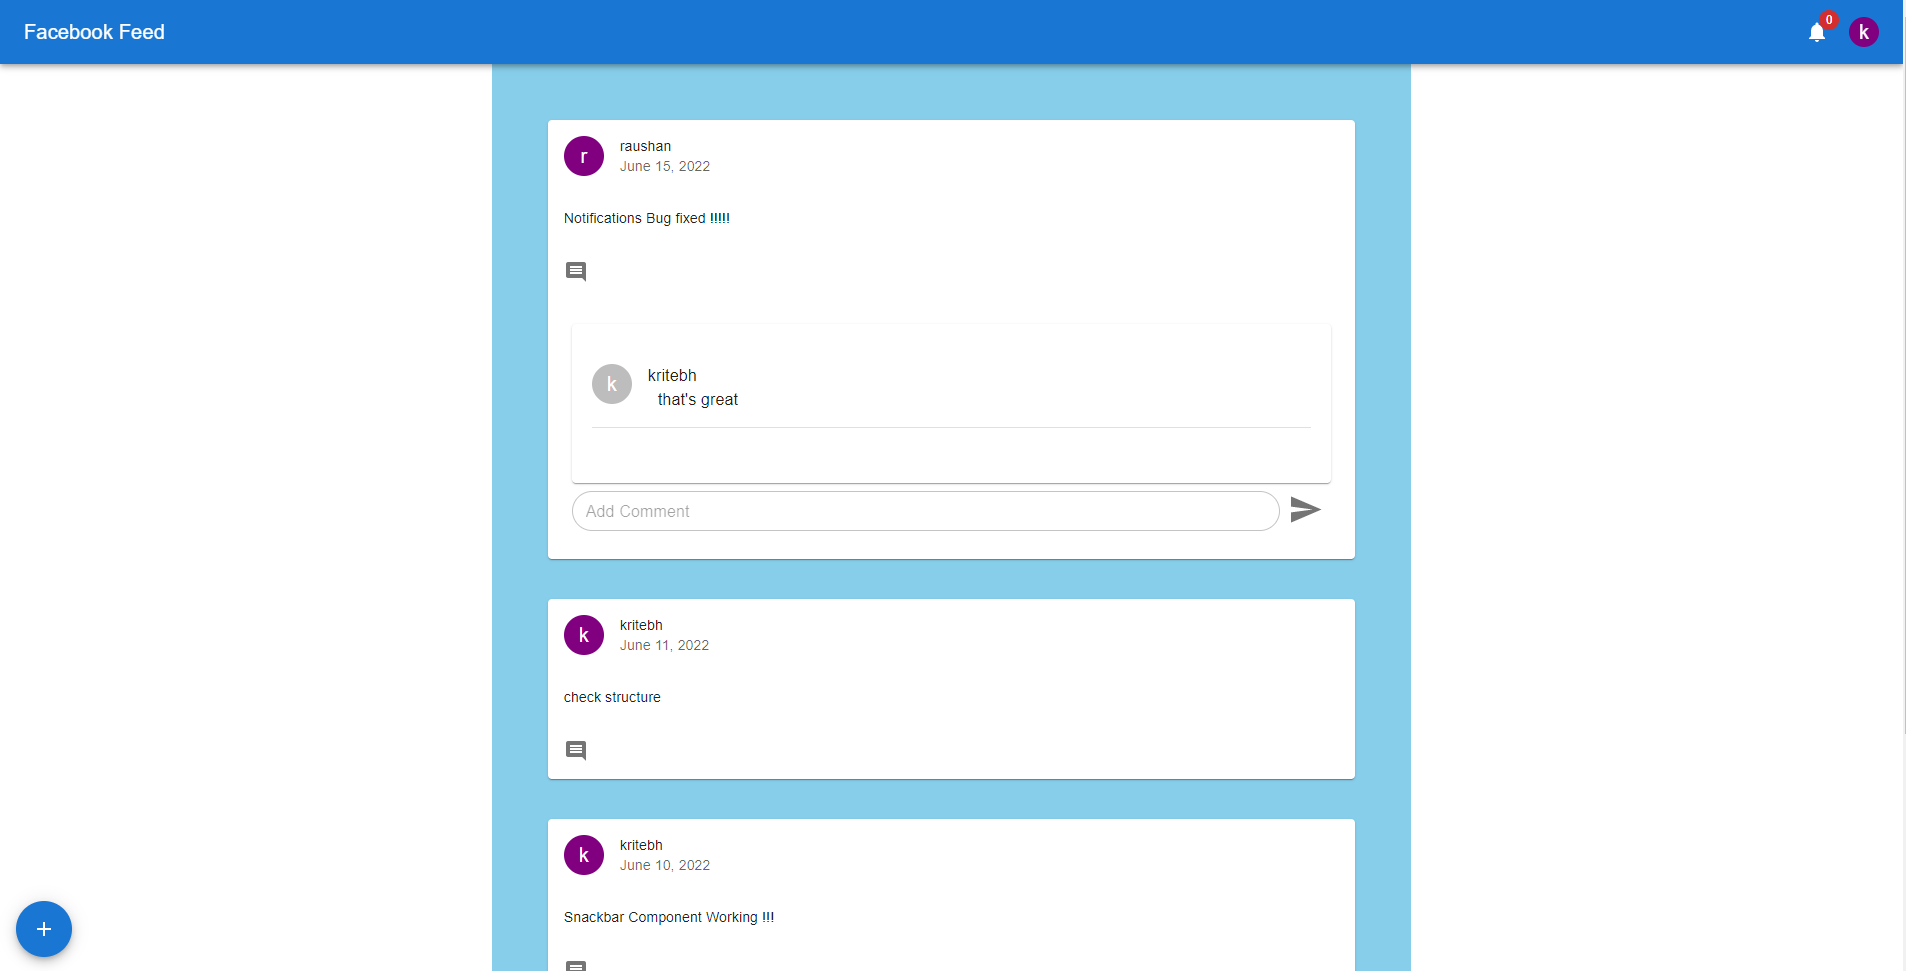 Facebook Feed
0
k
r
raushan
June 15, 2022
Notifications Bug fixed !!!!!
k
kritebh
that's great
Add Comment
k
kritebh
June 11, 2022
check structure
k
kritebh
June 10, 2022
Snackbar Component Working !!!
+